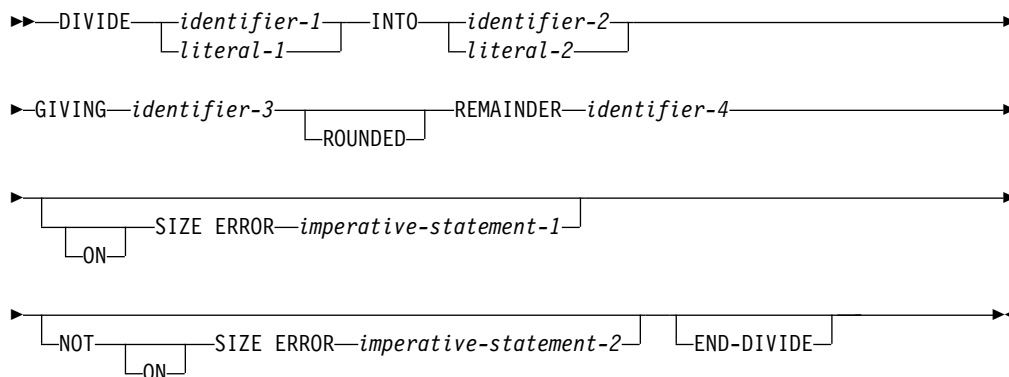 DIVIDE identifier-1 INTO identifier-2
literal-1 literal-2
GIVING identifier-3 REMAINDER identifier-4
ROUNDED
SIZE ERROR imperative-statement-1
ON
NOT SIZE ERROR imperative-statement-2 END-DIVIDE
ON